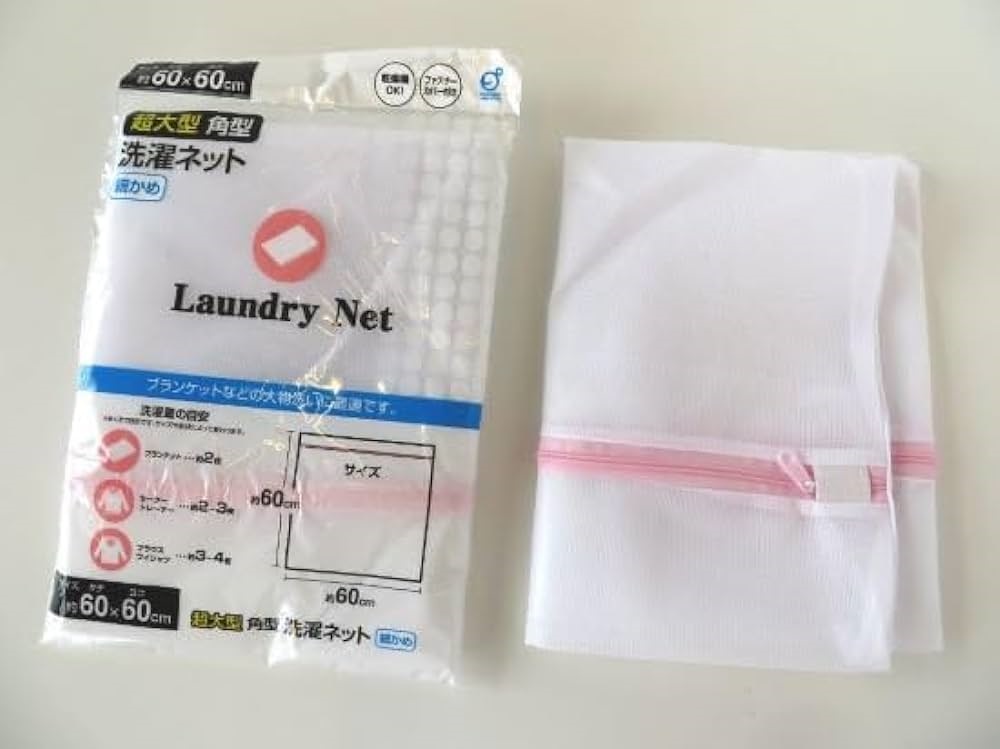 約60×60cm
乾燥機
OK!
ファスナー
カバー付き
超大型 角型
洗濯ネット
細かめ
Laundry Net
ブランケットなどの大物洗いに最適です。
洗濯量の目安
サイズ
ブランケット…約2枚
セーター
トレーナー …約2~3枚
約60cm
ブラウス
ワイシャツ …約3~4枚
約60cm
約60×60cm
超大型 角型 洗濯ネット 細かめ